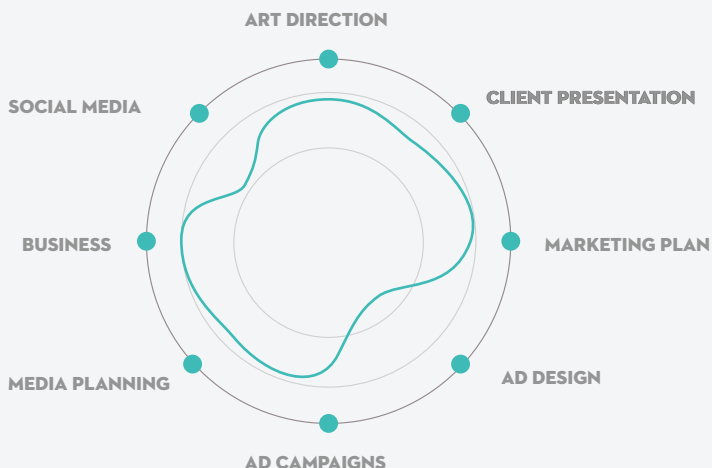 ART DIRECTION
CLIENT PRESENTATION
SOCIAL MEDIA
BUSINESS
MARKETING PLAN
AD DESIGN
MEDIA PLANNING
AD CAMPAIGNS